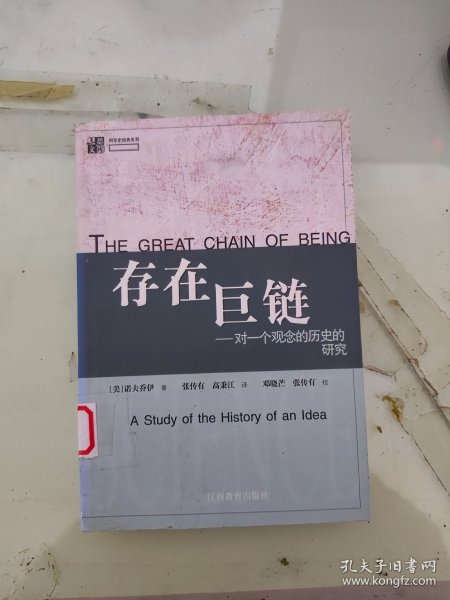 THE GREAT CHAIN OF BEING
存在巨链
——对一个观念的历史的
研究
[美]诺夫乔伊 著 张传有 高秉江 译 邓晓芒 张传有 校
A Study of the History of an Idea
江西教育出版社
孔夫子旧书网
www.kongfz.com